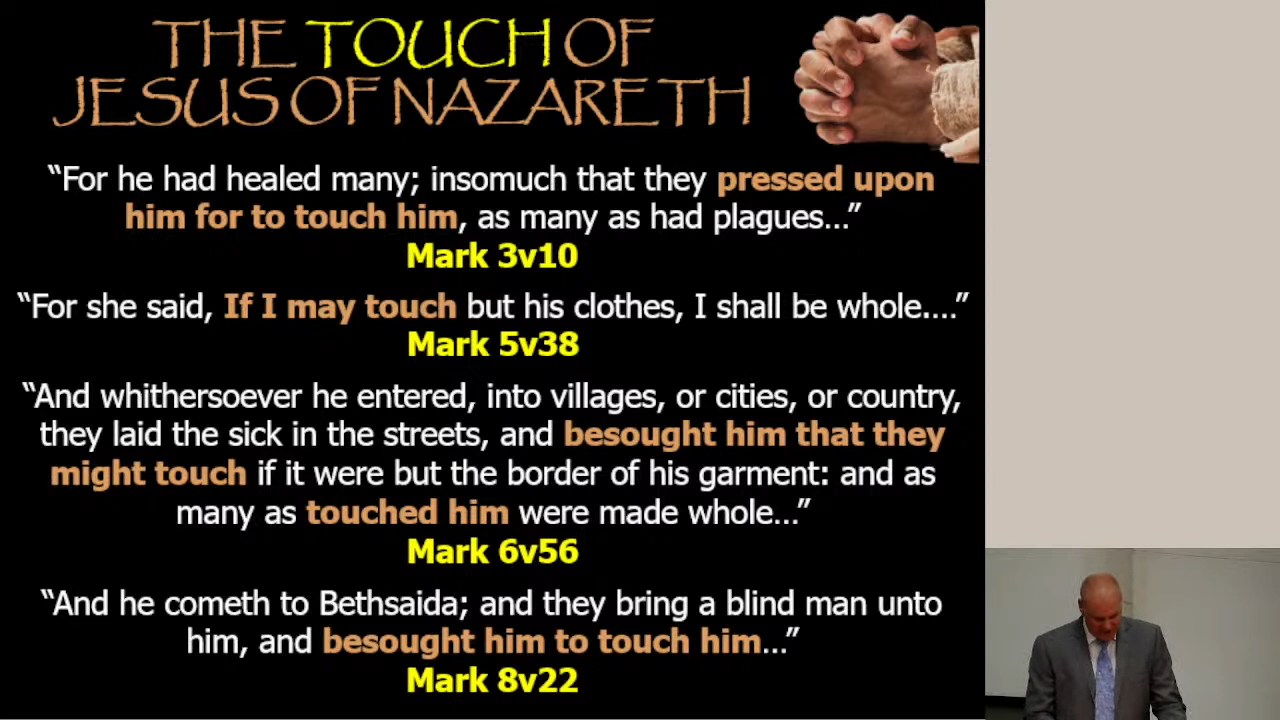 THE TOUCH OF
JESUS OF NAZARETH
“For he had healed many; insomuch that they pressed upon
him for to touch him, as many as had plagues...”
Mark 3v10
“For she said, If I may touch but his clothes, I shall be whole....”
Mark 5v38
“And whithersoever he entered, into villages, or cities, or country,
they laid the sick in the streets, and besought him that they
might touch if it were but the border of his garment: and as
many as touched him were made whole...”
Mark 6v56
“And he cometh to Bethsaida; and they bring a blind man unto
him, and besought him to touch him...”
Mark 8v22